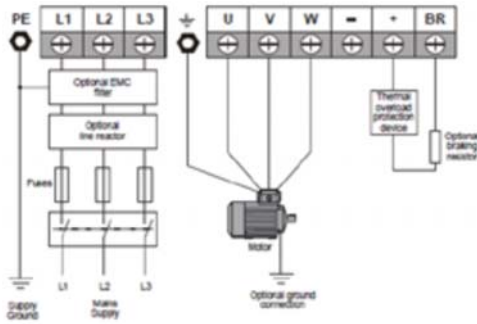 PE L1 L2 L3 U V W - + BR
Optional EMC
filter
Optional
line reactor
Fuses
Thermal
overload
protection
device
Optional
braking
resistor
Motor
L1 L2 L3
Supply
Ground
Mains
Supply
Optional ground
connection